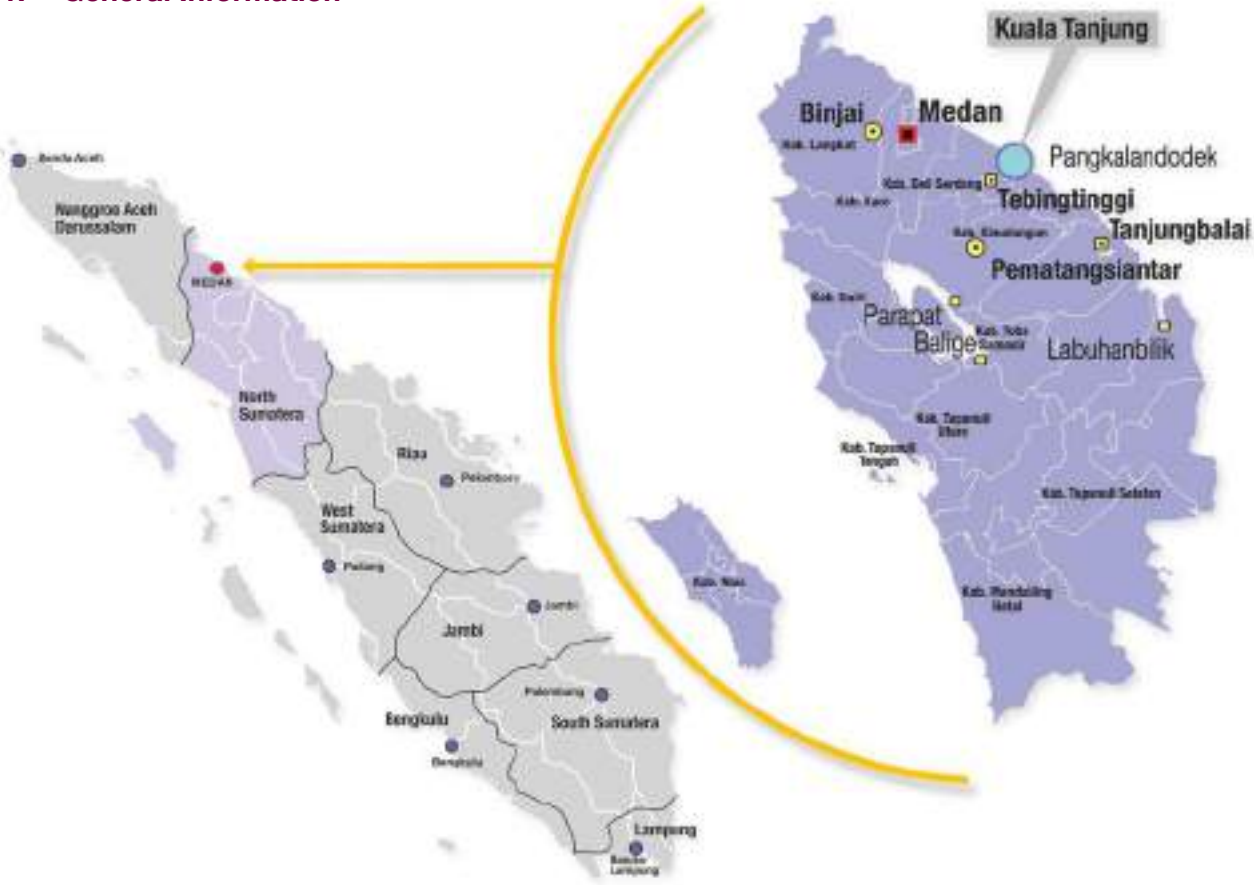 General Information
Kuala Tanjung
Binjai
Medan
Kab. Langkat
Pangkalandodek
Kab. Deli Serdang
Tebingtinggi
Kab. Karo
Tanjungbalai
Kab. Simalungun
Pematangsiantar
Kab. Dairi
Parapat
Kab. Toba
Samosir
Balige
Labuhanbilik
Kab. Tapanuli
Utara
Kab. Tapanuli
Tengah
Kab. Tapanuli Selatan
Kab. Nias
Kab. Mandailing
Natal
Banda Aceh
Nanggroe Aceh
Darussalam
MEDAN
North
Sumatera
Riau
West
Sumatera
Padang
Jambi
Jambi
Palembang
South Sumatera
Bengkulu
Bengkulu
Lampung
Lampung